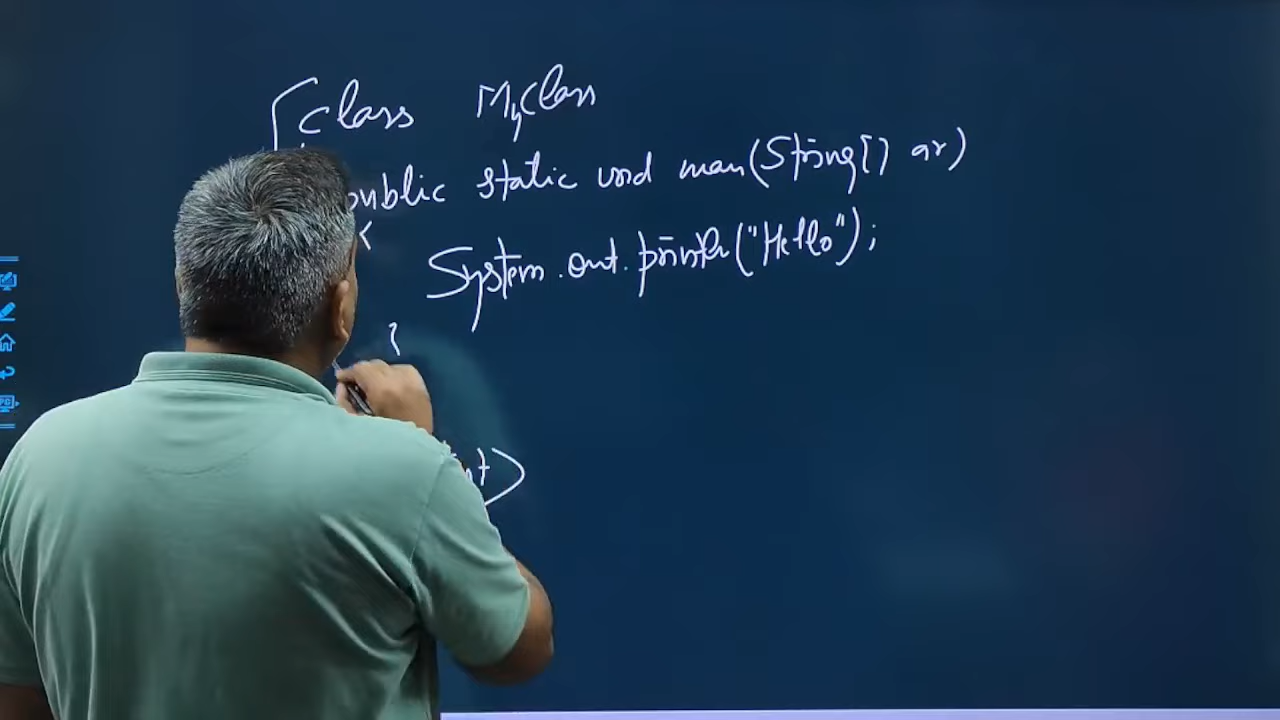 class MyClass
public static void main(String[] ar)
{
System.out.println("Hello");
}